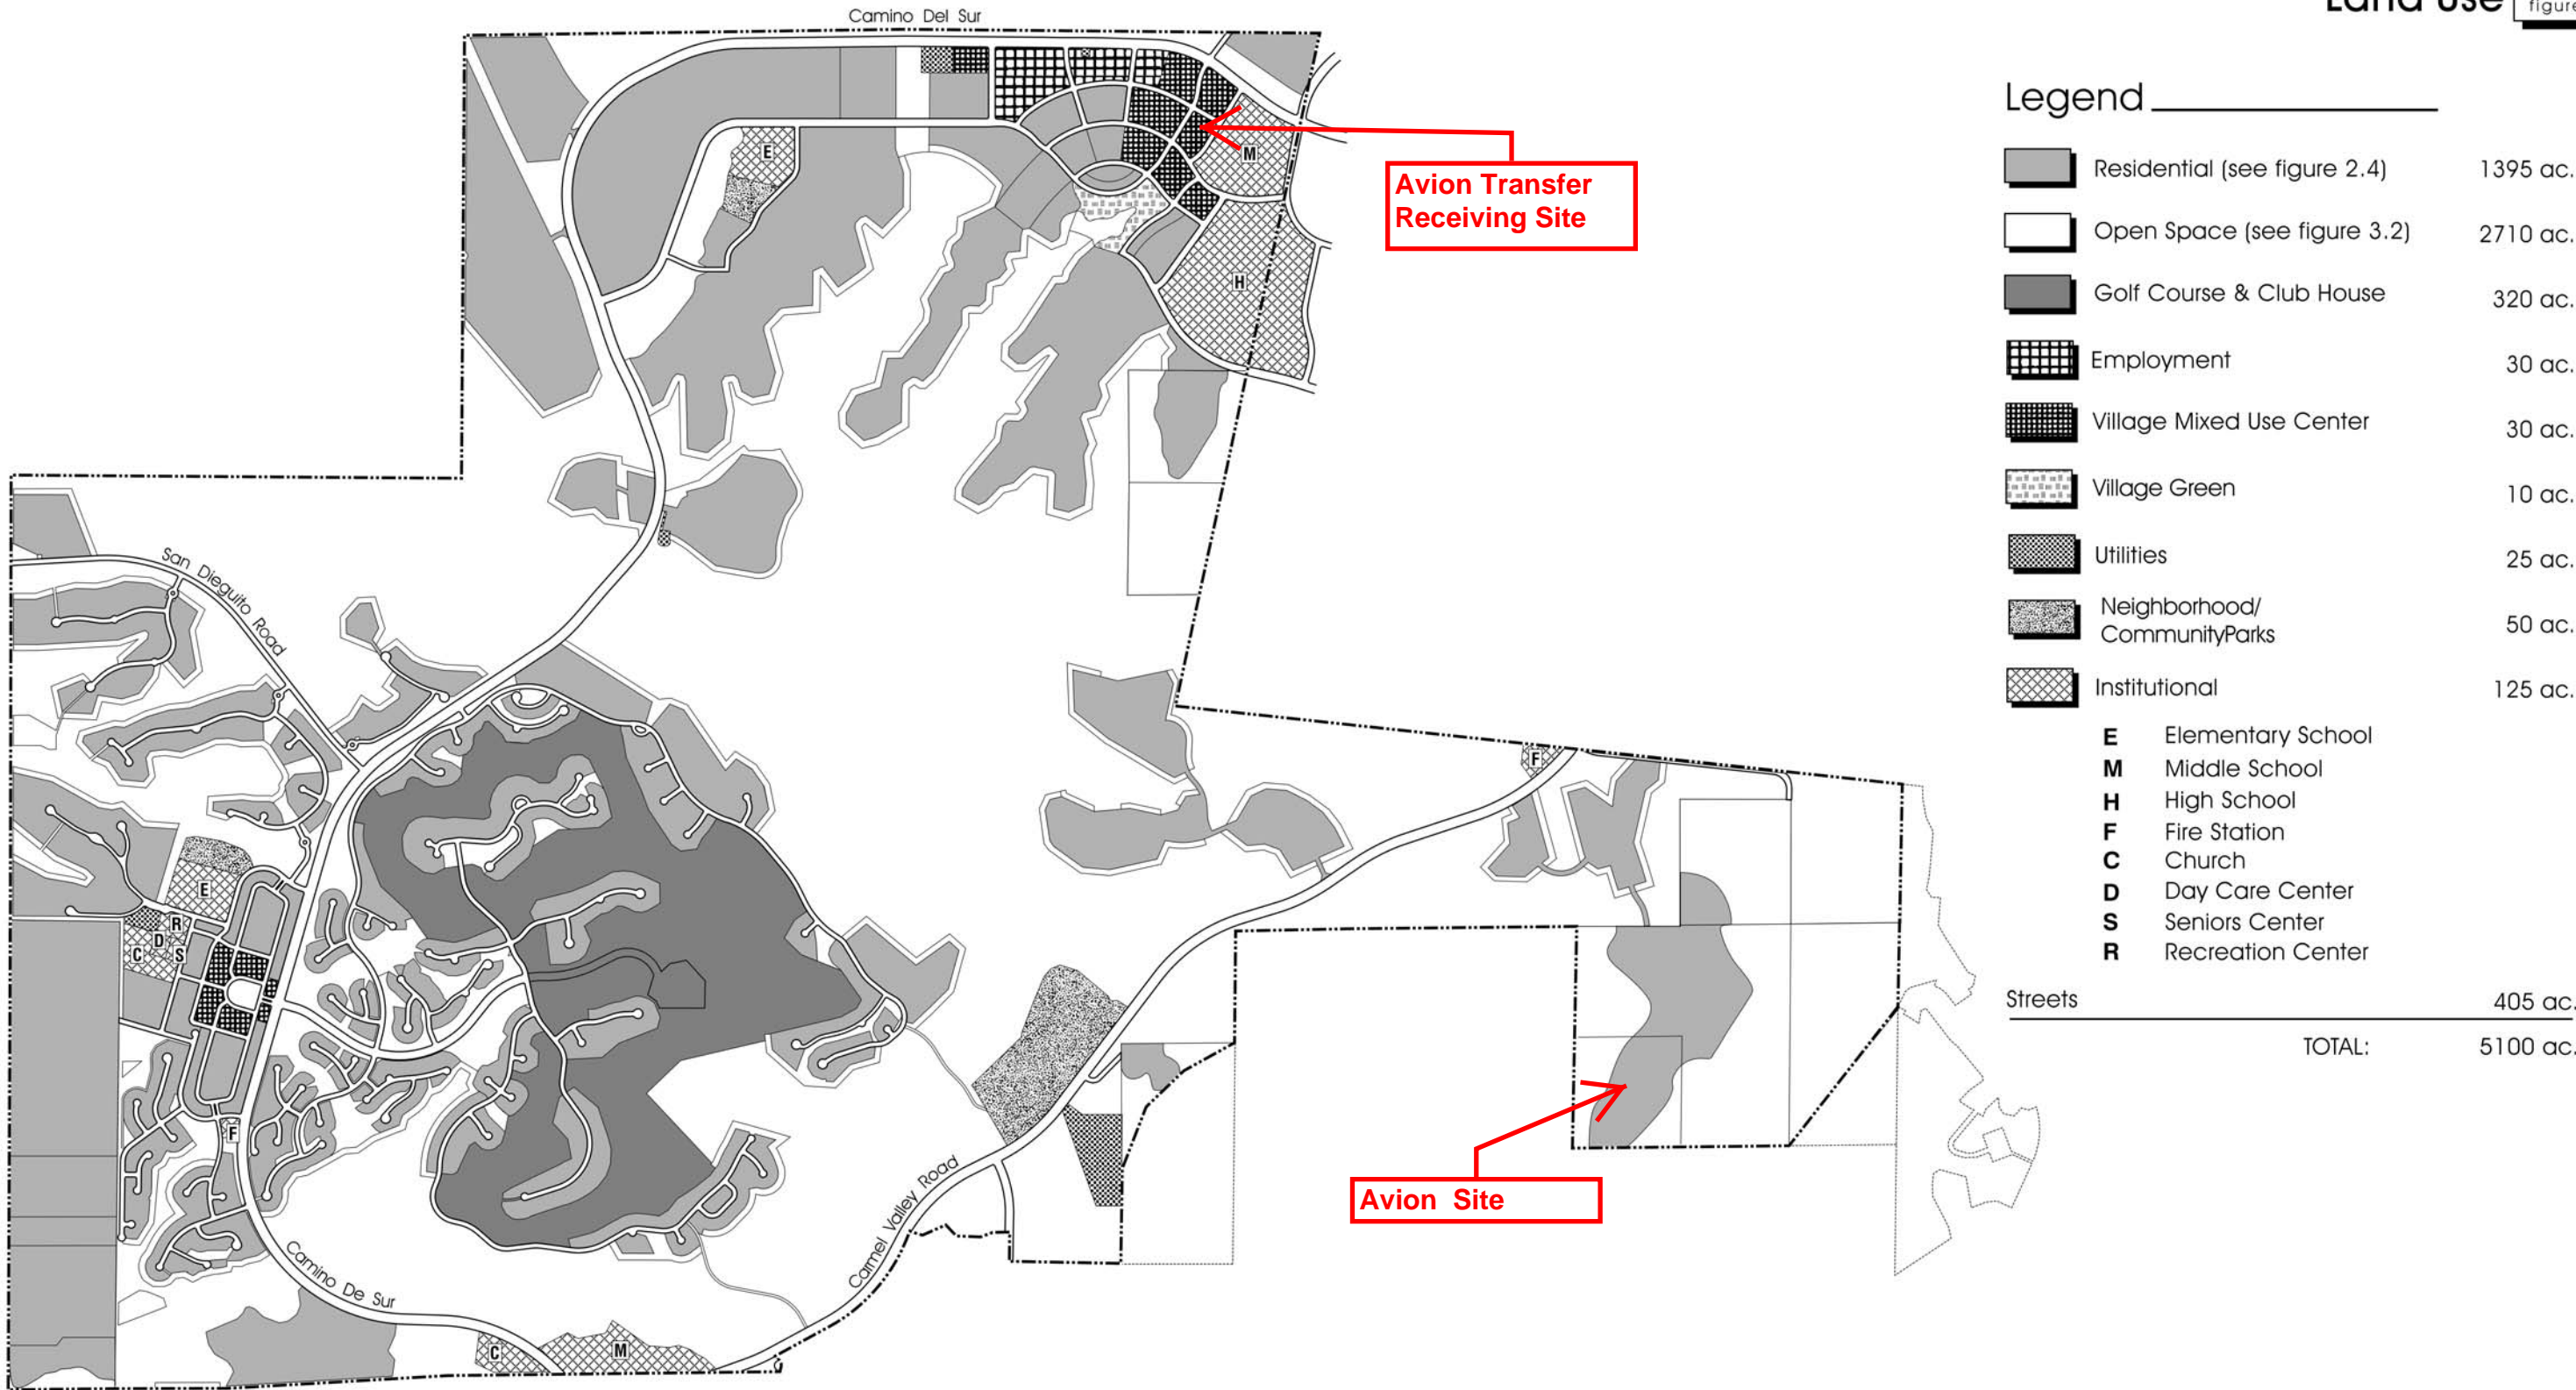 Land Use
figure
Camino Del Sur
Legend
Residential (see figure 2.4) 1395 ac.
Open Space (see figure 3.2) 2710 ac.
Golf Course & Club House 320 ac.
Employment 30 ac.
Village Mixed Use Center 30 ac.
Village Green 10 ac.
Utilities 25 ac.
Neighborhood/
CommunityParks 50 ac.
Institutional 125 ac.
E Elementary School
M Middle School
H High School
F Fire Station
C Church
D Day Care Center
S Seniors Center
R Recreation Center
Streets 405 ac.
TOTAL: 5100 ac.
Avion Transfer
Receiving Site
E
M
H
San Dieguito Road
F
E
R
D
C
S
F
Avion Site
Carmel Valley Road
Camino De Sur
C
M